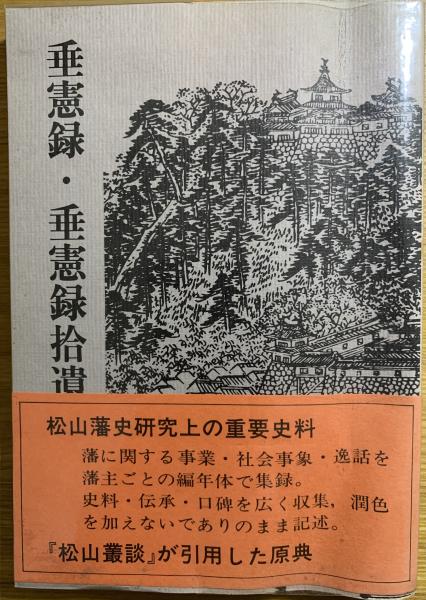 垂憲録・垂憲録拾遺
松山藩史研究上の重要史料
藩に関する事業・社会事象・逸話を
藩主ごとの編年体で集録。
史料・伝承・口碑を広く収集，潤色
を加えないでありのまま記述。
『松山叢談』が引用した原典